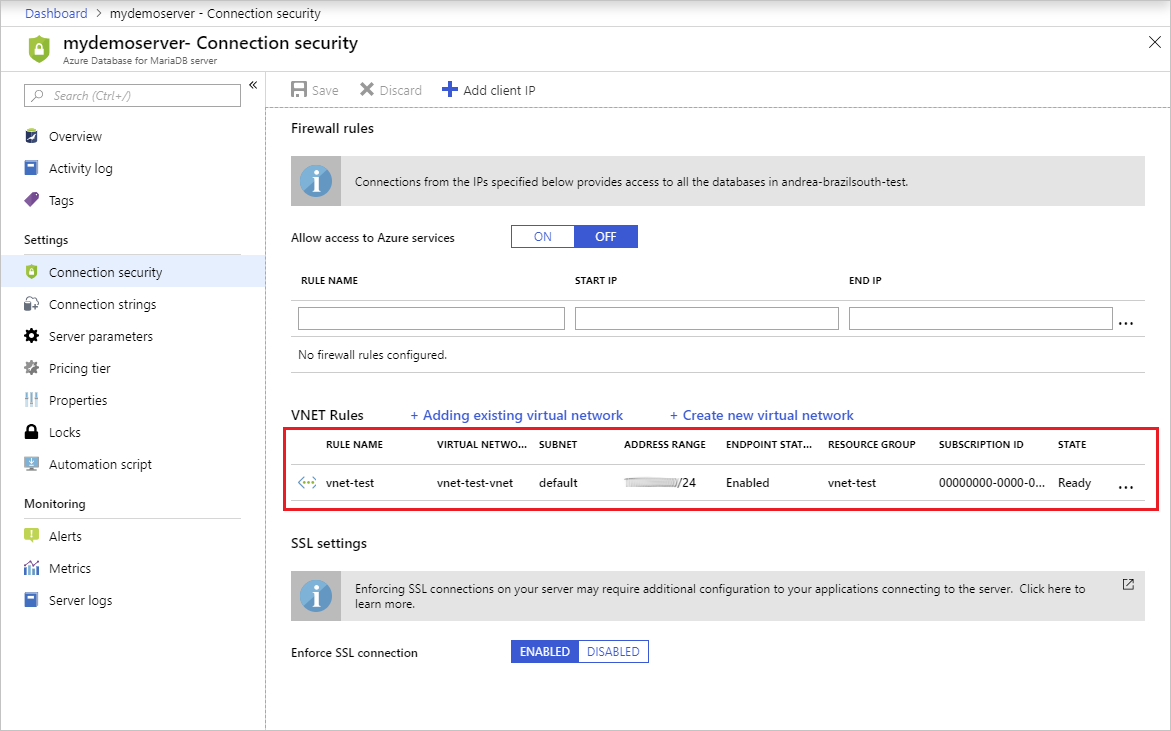 Dashboard > mydemoserver - Connection security
mydemoserver- Connection security
Azure Database for MariaDB server
Search (Ctrl+/)
«
Overview
Activity log
Tags
Settings
Connection security
Connection strings
Server parameters
Pricing tier
Properties
Locks
Automation script
Monitoring
Alerts
Metrics
Server logs
Save Discard Add client IP
Firewall rules
Connections from the IPs specified below provides access to all the databases in andrea-brazilsouth-test.
Allow access to Azure services ON OFF
RULE NAME START IP END IP
...
No firewall rules configured.
VNET Rules + Adding existing virtual network + Create new virtual network
RULE NAME VIRTUAL NETWO... SUBNET ADDRESS RANGE ENDPOINT STAT... RESOURCE GROUP SUBSCRIPTION ID STATE
vnet-test vnet-test-vnet default /24 Enabled vnet-test 00000000-0000-0... Ready ...
SSL settings
Enforcing SSL connections on your server may require additional configuration to your applications connecting to the server. Click here to
learn more.
Enforce SSL connection ENABLED DISABLED